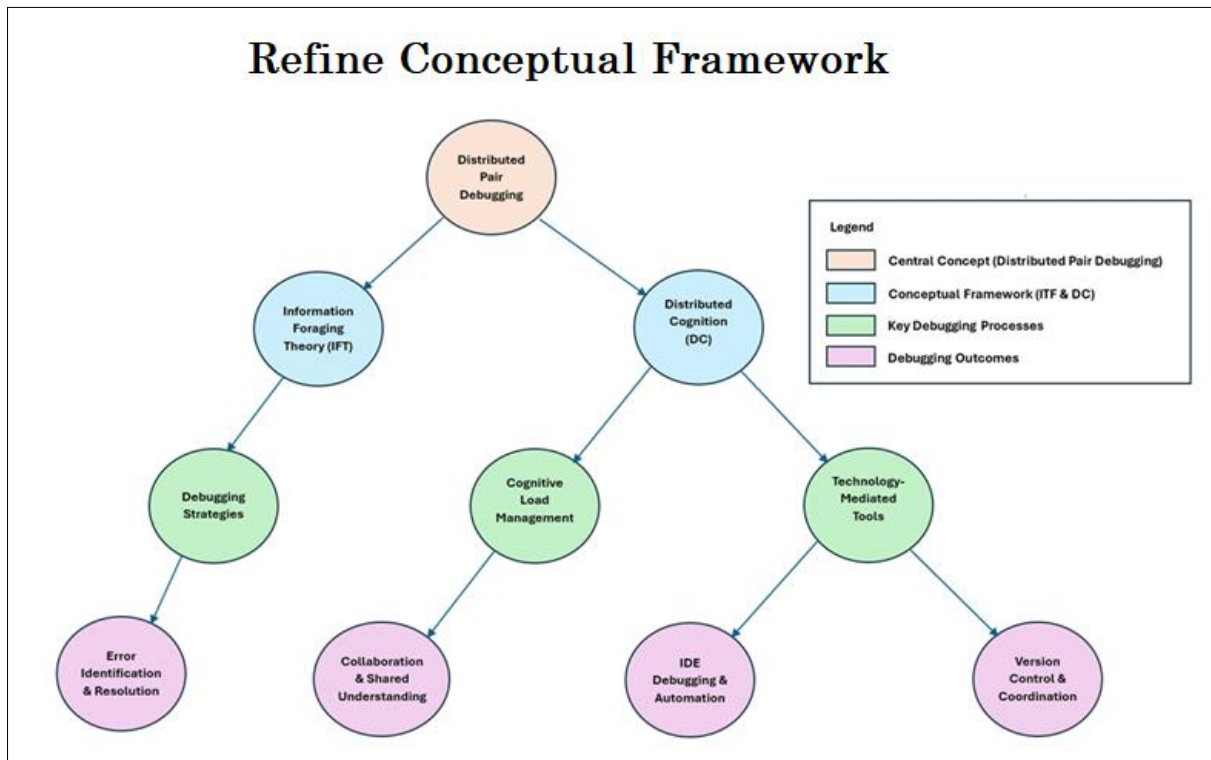 Refine Conceptual Framework
Distributed
Pair
Debugging
Legend
Central Concept (Distributed Pair Debugging)
Conceptual Framework (ITF & DC)
Key Debugging Processes
Debugging Outcomes
Information
Foraging
Theory (IFT)
Distributed
Cognition
(DC)
Debugging
Strategies
Cognitive
Load
Management
Technology-
Mediated
Tools
Error
Identification
& Resolution
Collaboration
& Shared
Understanding
IDE
Debugging &
Automation
Version
Control &
Coordination